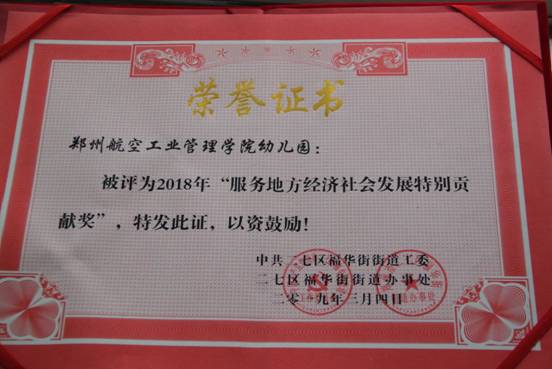 荣誉证书
郑州航空工业管理学院幼儿园：
被评为2018年“服务地方经济社会发展特别贡
献奖”，特发此证，以资鼓励！
中共二七区福华街街道工委
二七区福华街街道办事处
二零一九年三月四日